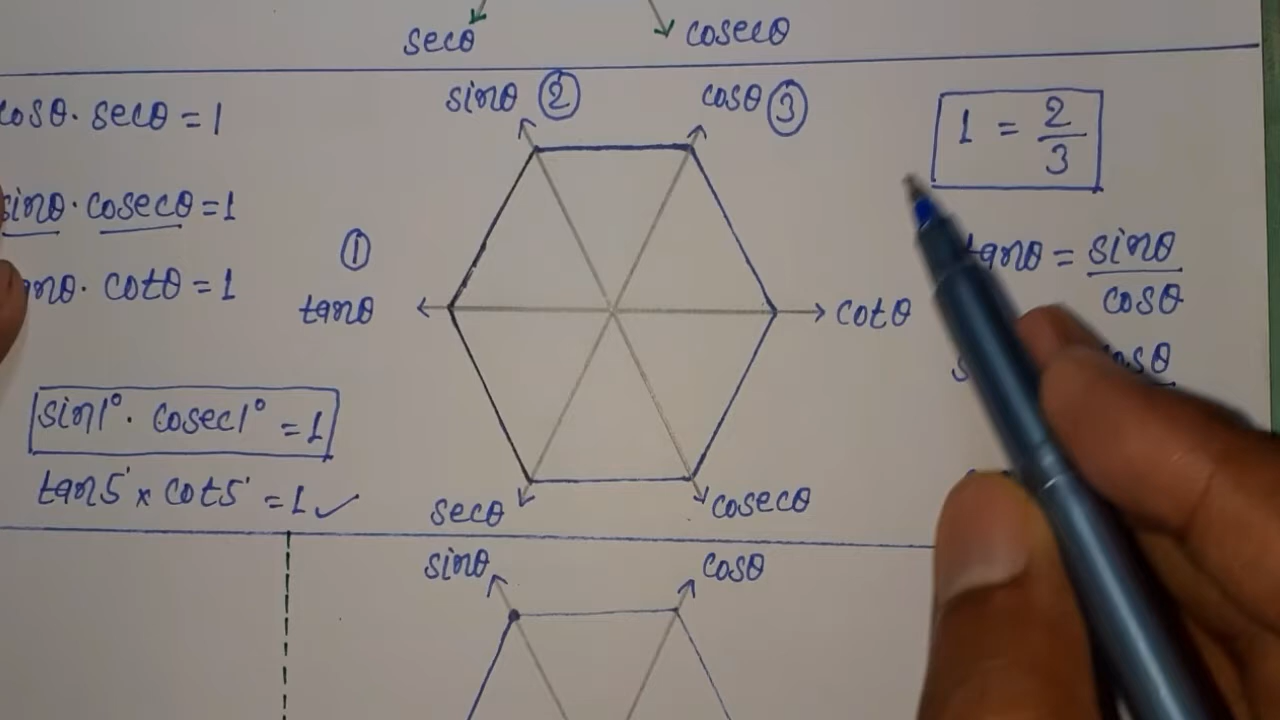 secθ cosecθ
cosθ · secθ = 1
sinθ · cosecθ = 1
tanθ · cotθ = 1
sin1° · cosec1° = 1
tan5° × cot5° = 1 ✓
sinθ ② cosθ ③
①
tanθ cotθ
secθ cosecθ
1 = 2/3
tanθ = sinθ/cosθ
cosθ
sinθ cosθ